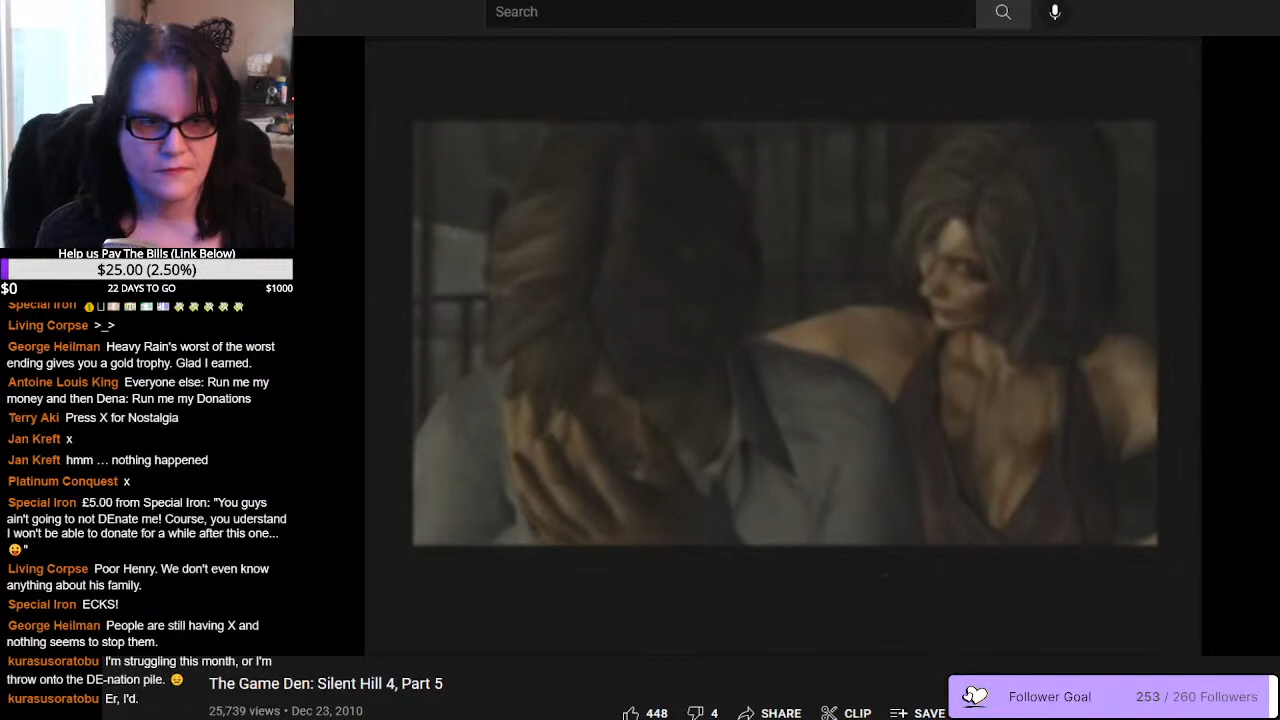 Search
Help us Pay The Bills (Link Below)
$25.00 (2.50%)
$0 22 DAYS TO GO $1000
Special Iron
Living Corpse >_>
George Heilman Heavy Rain's worst of the worst
ending gives you a gold trophy. Glad I earned.
Antoine Louis King Everyone else: Run me my
money and then Dena: Run me my Donations
Terry Aki Press X for Nostalgia
Jan Kreft x
Jan Kreft hmm … nothing happened
Platinum Conquest x
Special Iron £5.00 from Special Iron: "You guys
ain't going to not DEnate me! Course, you uderstand
I won't be able to donate for a while after this one...
😛"
Living Corpse Poor Henry. We don't even know
anything about his family.
Special Iron ECKS!
George Heilman People are still having X and
nothing seems to stop them.
kurasusoratobu I'm struggling this month, or I'm
throw onto the DE-nation pile. 😞
kurasusoratobu Er, I'd.
The Game Den: Silent Hill 4, Part 5
25,739 views • Dec 23, 2010
448 4 SHARE CLIP SAVE
Follower Goal 253 / 260 Followers